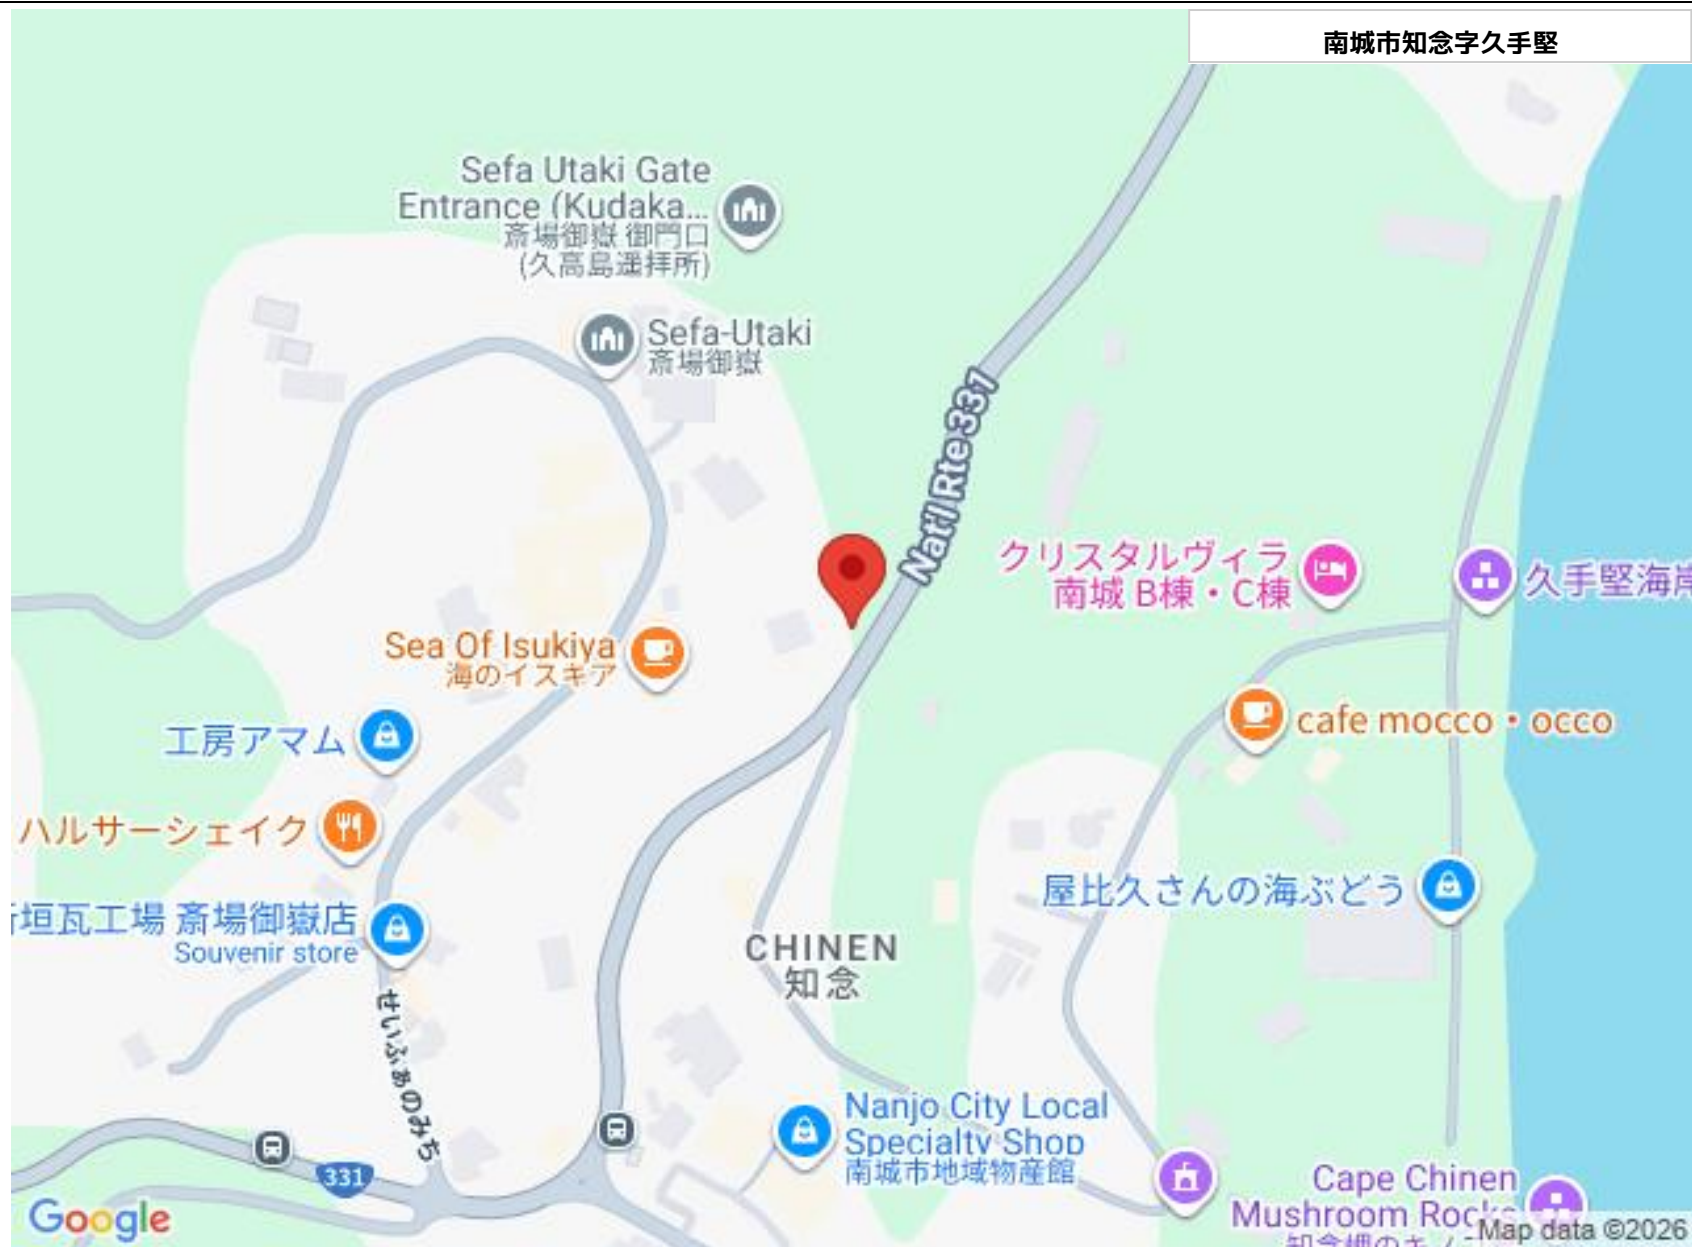 南城市知念字久手堅
Sefa Utaki Gate
Entrance (Kudaka...
斎場御嶽 御門口
(久高島遥拝所)
Sefa-Utaki
斎場御嶽
Nat'l Rte 331
クリスタルヴィラ
南城 B棟・C棟
久手堅海岸
Sea Of Isukiya
海のイスキア
cafe mocco・occo
工房アマム
ハルサーシェイク
屋比久さんの海ぶどう
垣瓦工場 斎場御嶽店
Souvenir store
CHINEN
知念
せいふぁのみち
Nanjo City Local
Specialty Shop
南城市地域物産館
331
Cape Chinen
Mushroom Rocks
Google
Map data ©2026